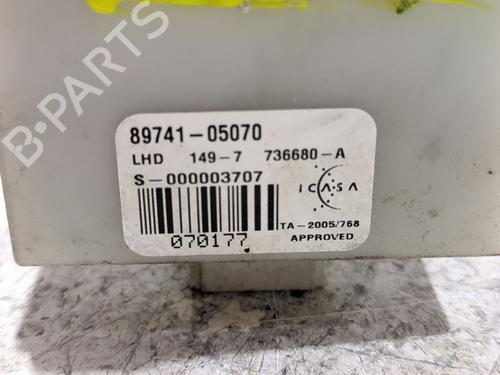 89741-05070
LHD 149-7 736680-A
S-000003707
ICASA
070177
TA-2005/768
APPROVED
B-PARTS